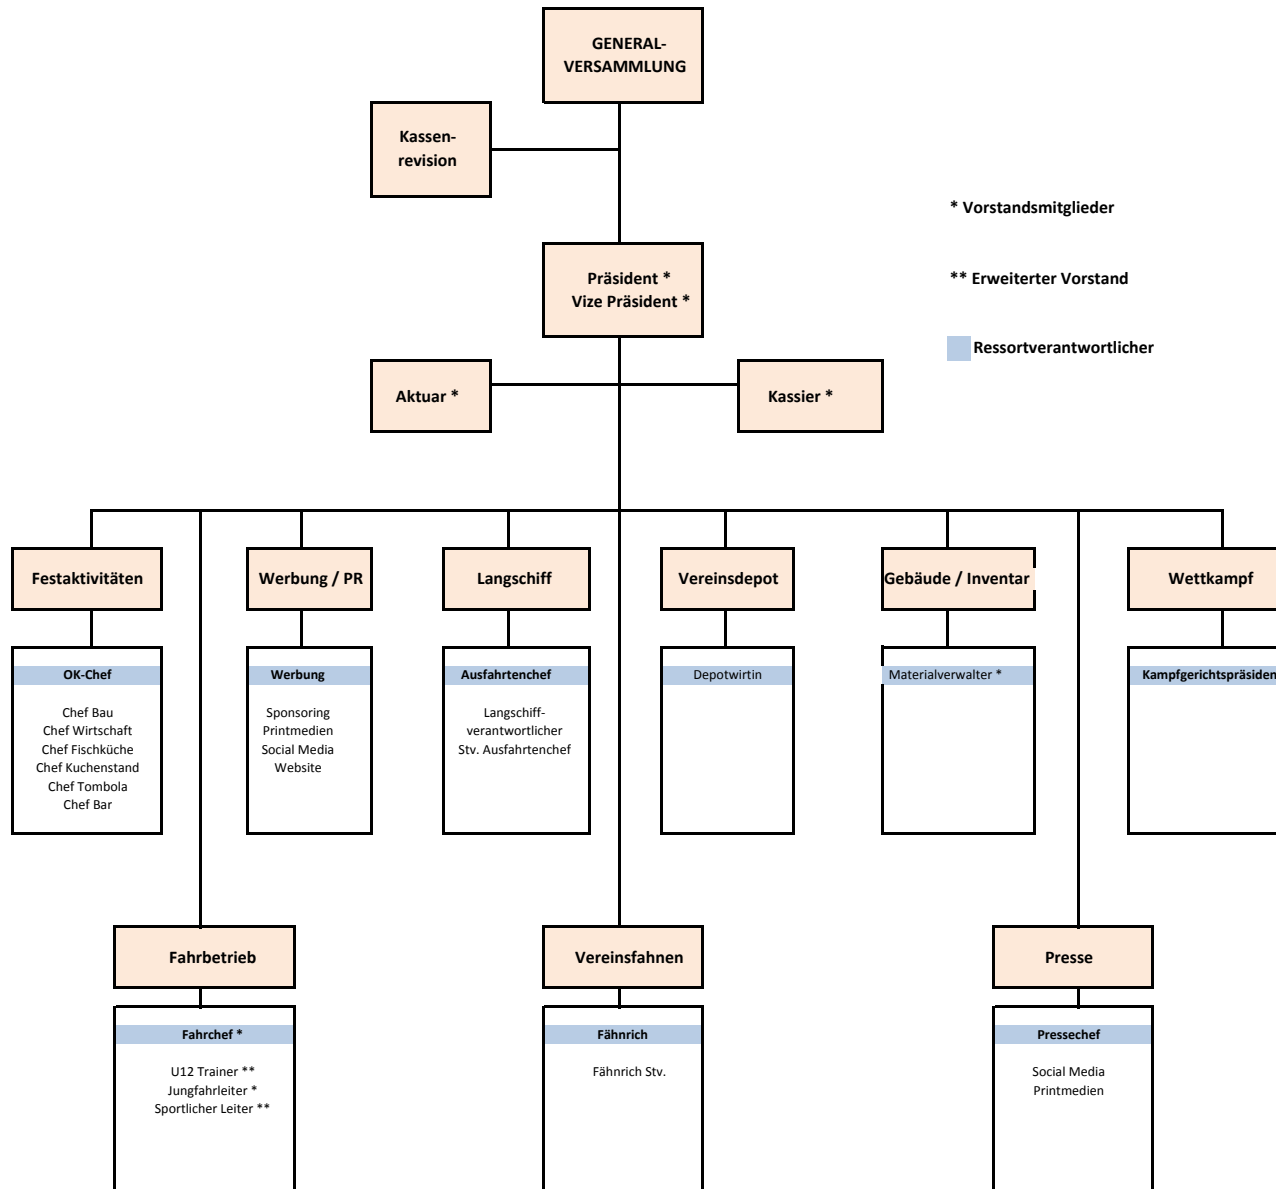 GENERAL-
VERSAMMLUNG
Kassen-
revision
* Vorstandsmitglieder
Präsident *
Vize Präsident *
** Erweiterter Vorstand
Ressortverantwortlicher
Aktuar *
Kassier *
Festaktivitäten
Werbung / PR
Langschiff
Vereinsdepot
Gebäude / Inventar
Wettkampf
OK-Chef
Chef Bau
Chef Wirtschaft
Chef Fischküche
Chef Kuchenstand
Chef Tombola
Chef Bar
Werbung
Sponsoring
Printmedien
Social Media
Website
Ausfahrtenchef
Langschiff-
verantwortlicher
Stv. Ausfahrtenchef
Depotwirtin
Materialverwalter *
Kampfgerichtspräsiden
Fahrbetrieb
Vereinsfahnen
Presse
Fahrchef *
U12 Trainer **
Jungfahrleiter *
Sportlicher Leiter **
Fähnrich
Fähnrich Stv.
Pressechef
Social Media
Printmedien